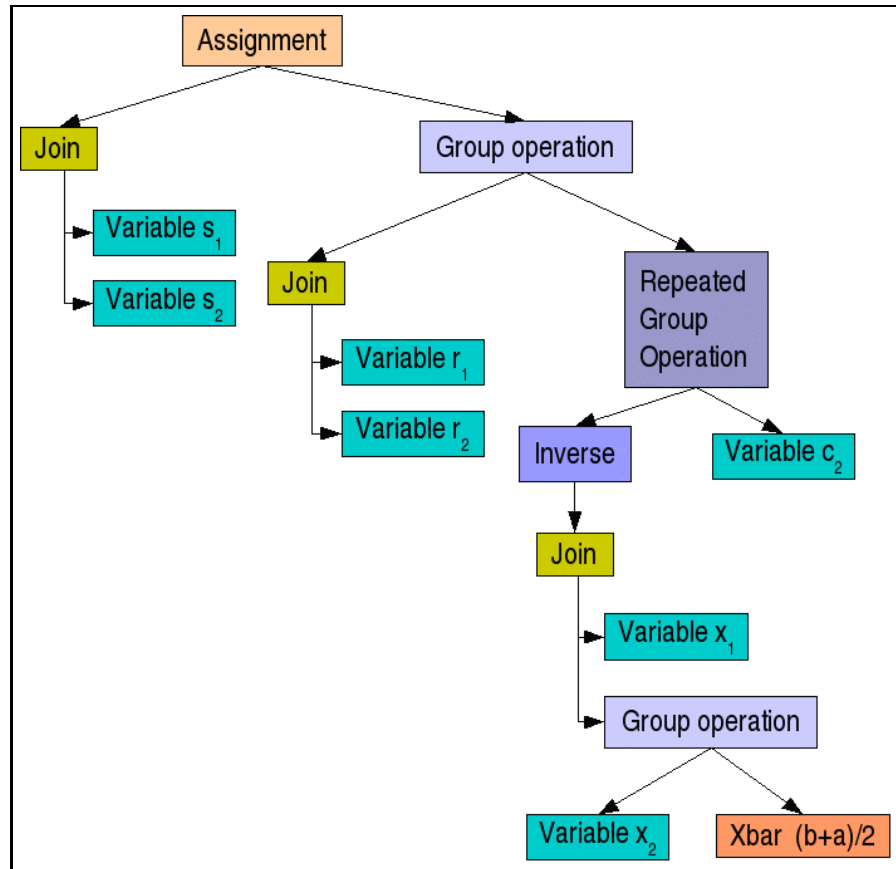 Assignment
Join
Group operation
Variable s₁
Variable s₂
Join
Repeated
Group
Operation
Variable r₁
Variable r₂
Inverse
Variable c₂
Join
Variable x₁
Group operation
Variable x₂
Xbar (b+a)/2